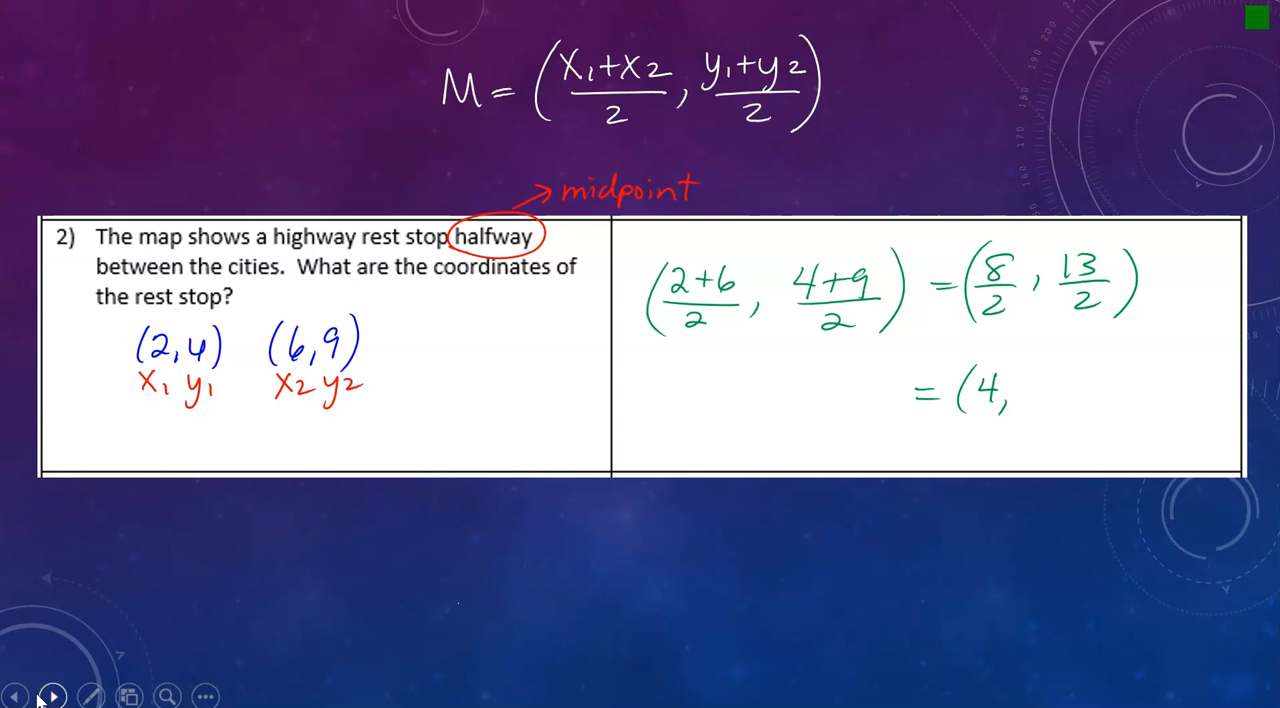 M = ( x₁+x₂ / 2 , y₁+y₂ / 2 )
→ midpoint
2) The map shows a highway rest stop halfway
between the cities. What are the coordinates of
the rest stop?
(2,4) (6,9)
x₁ y₁ x₂ y₂
( 2+6 / 2 , 4+9 / 2 ) = ( 8 / 2 , 13 / 2 )
= (4,